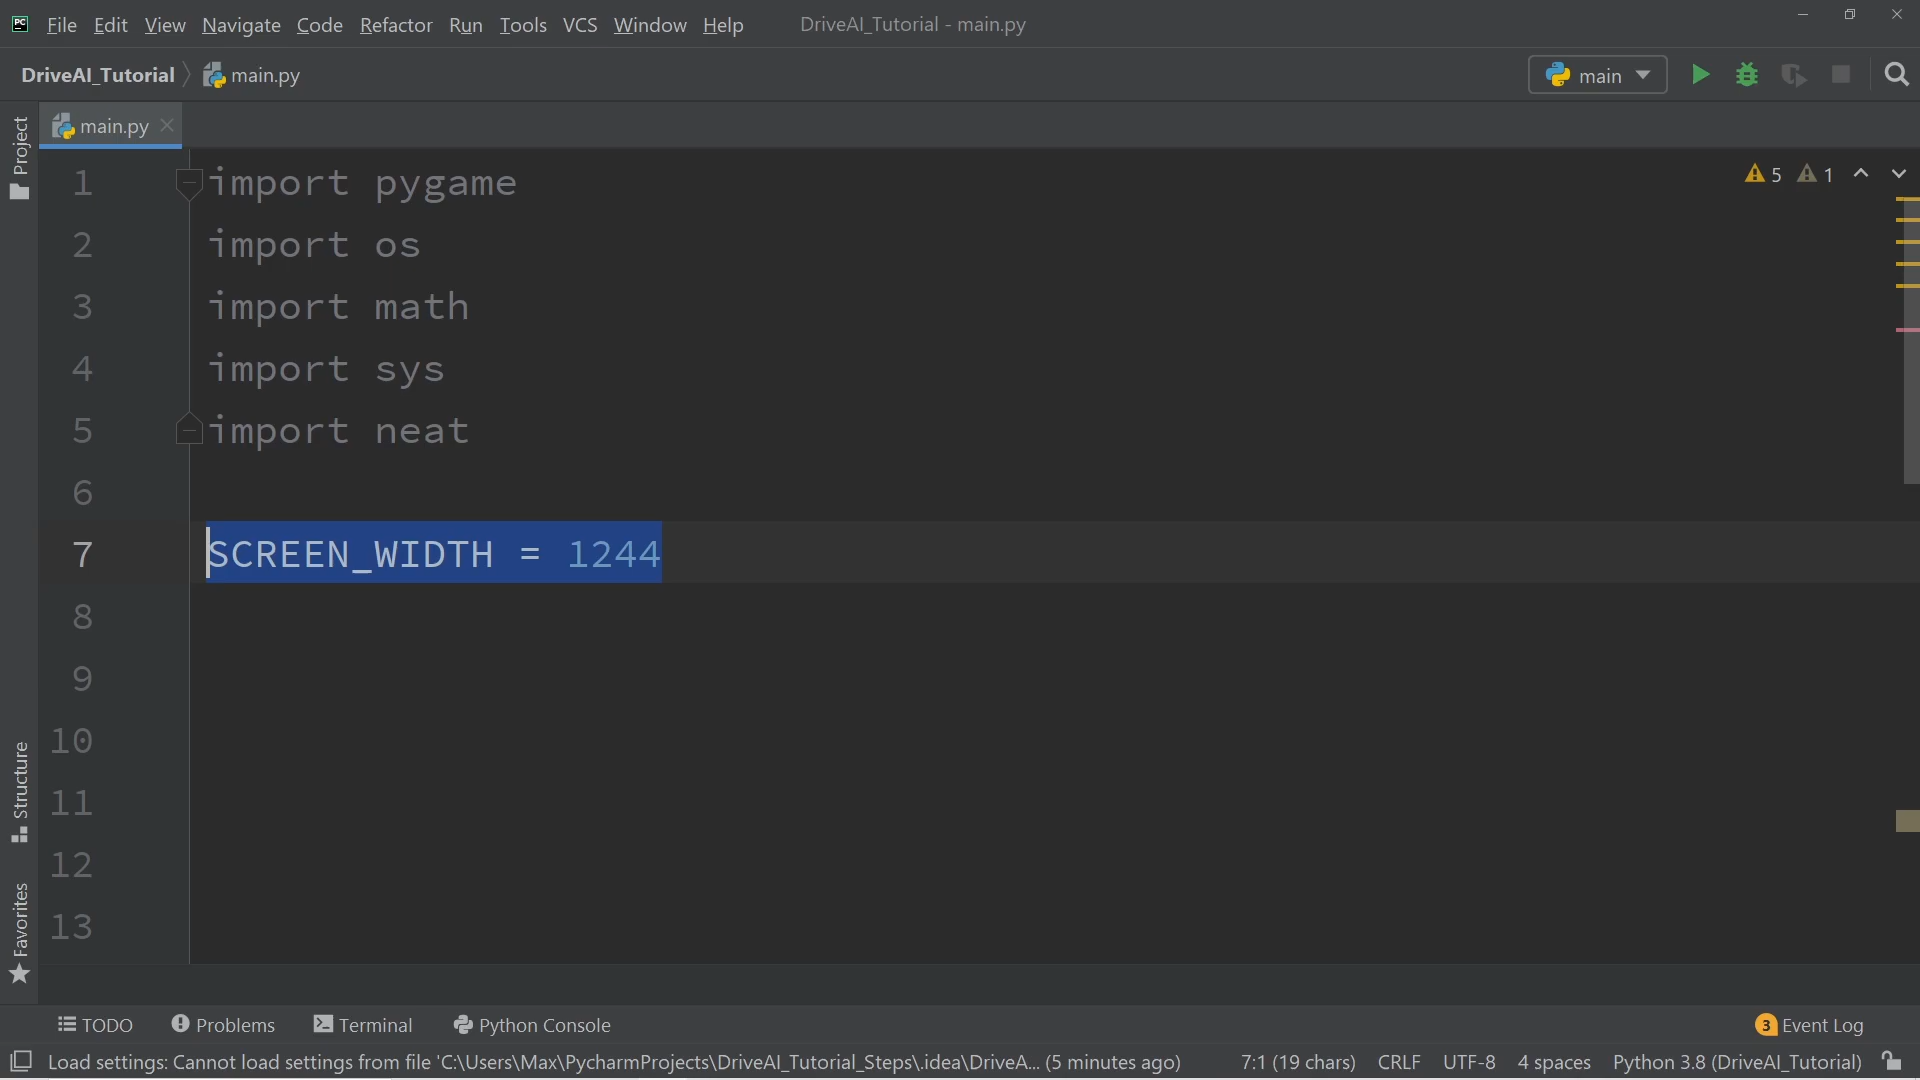 File Edit View Navigate Code Refactor Run Tools VCS Window Help DriveAI_Tutorial - main.py
DriveAI_Tutorial main.py main
Project
main.py
5 1
1 import pygame
2 import os
3 import math
4 import sys
5 import neat
6
7 SCREEN_WIDTH = 1244
8
9
10
11
12
13
Structure
Favorites
TODO Problems Terminal Python Console 3 Event Log
Load settings: Cannot load settings from file 'C:\Users\Max\PycharmProjects\DriveAI_Tutorial_Steps\.idea\DriveA... (5 minutes ago) 7:1 (19 chars) CRLF UTF-8 4 spaces Python 3.8 (DriveAI_Tutorial)